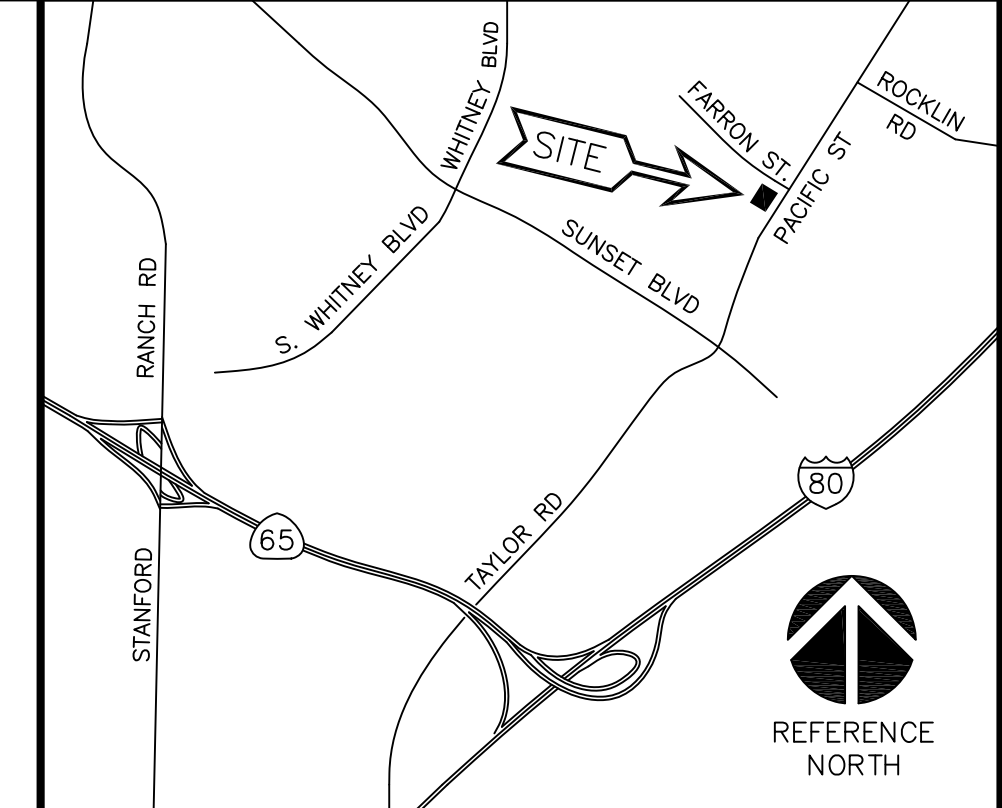 WHITNEY BLVD
FARRON ST.
ROCKLIN
RD
SITE
PACIFIC ST
S. WHITNEY BLVD
SUNSET BLVD
RANCH RD
80
65
TAYLOR RD
STANFORD
REFERENCE
NORTH